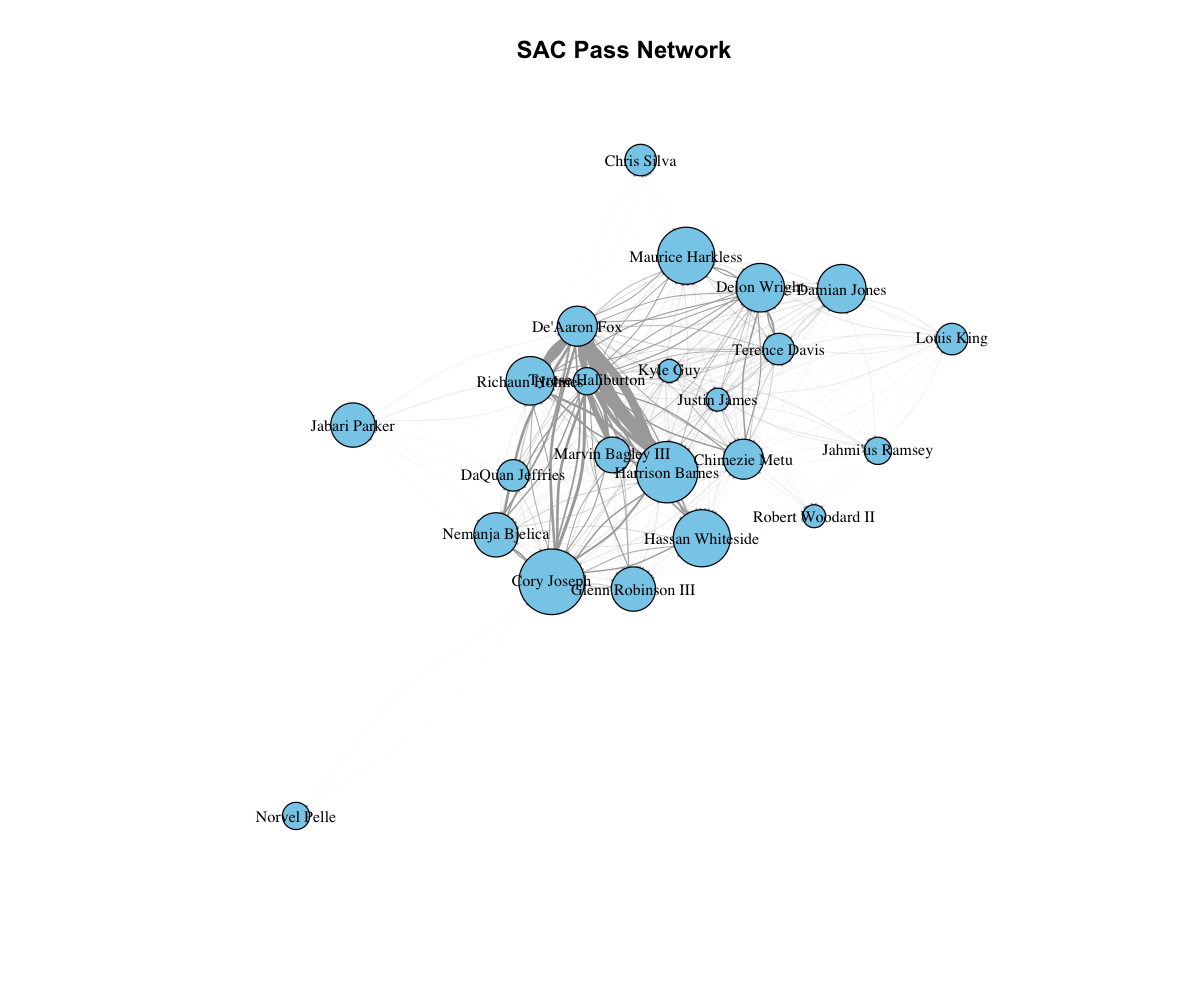 SAC Pass Network
Chris Silva
Maurice Harkless
Delon Wright
Damian Jones
De'Aaron Fox
Louis King
Terence Davis
Kyle Guy
Richaun Holmes
Tyrese Haliburton
Justin James
Jabari Parker
Jahmi'us Ramsey
Marvin Bagley III
Chimezie Metu
Harrison Barnes
DaQuan Jeffries
Robert Woodard II
Nemanja Bjelica
Hassan Whiteside
Cory Joseph
Glenn Robinson III
Norvel Pelle